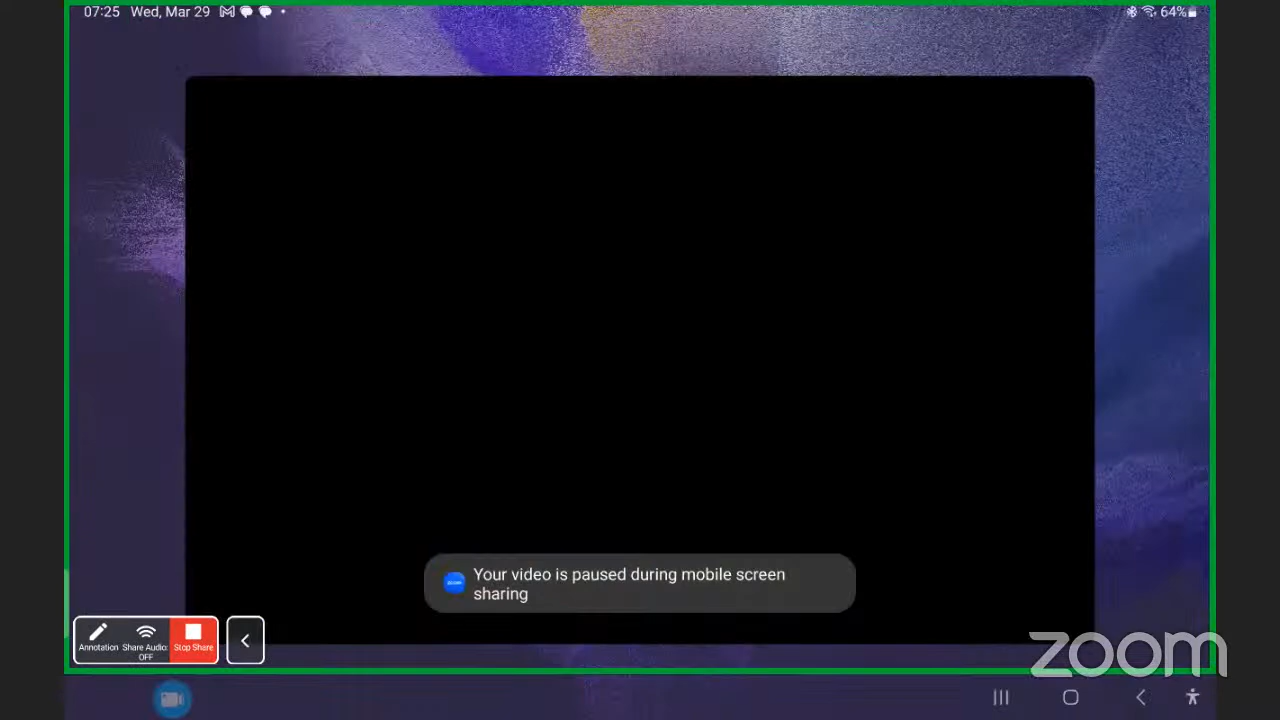 07:25 Wed, Mar 29
64%
Your video is paused during mobile screen
sharing
Annotation
Share Audio:
OFF
Stop Share
zoom